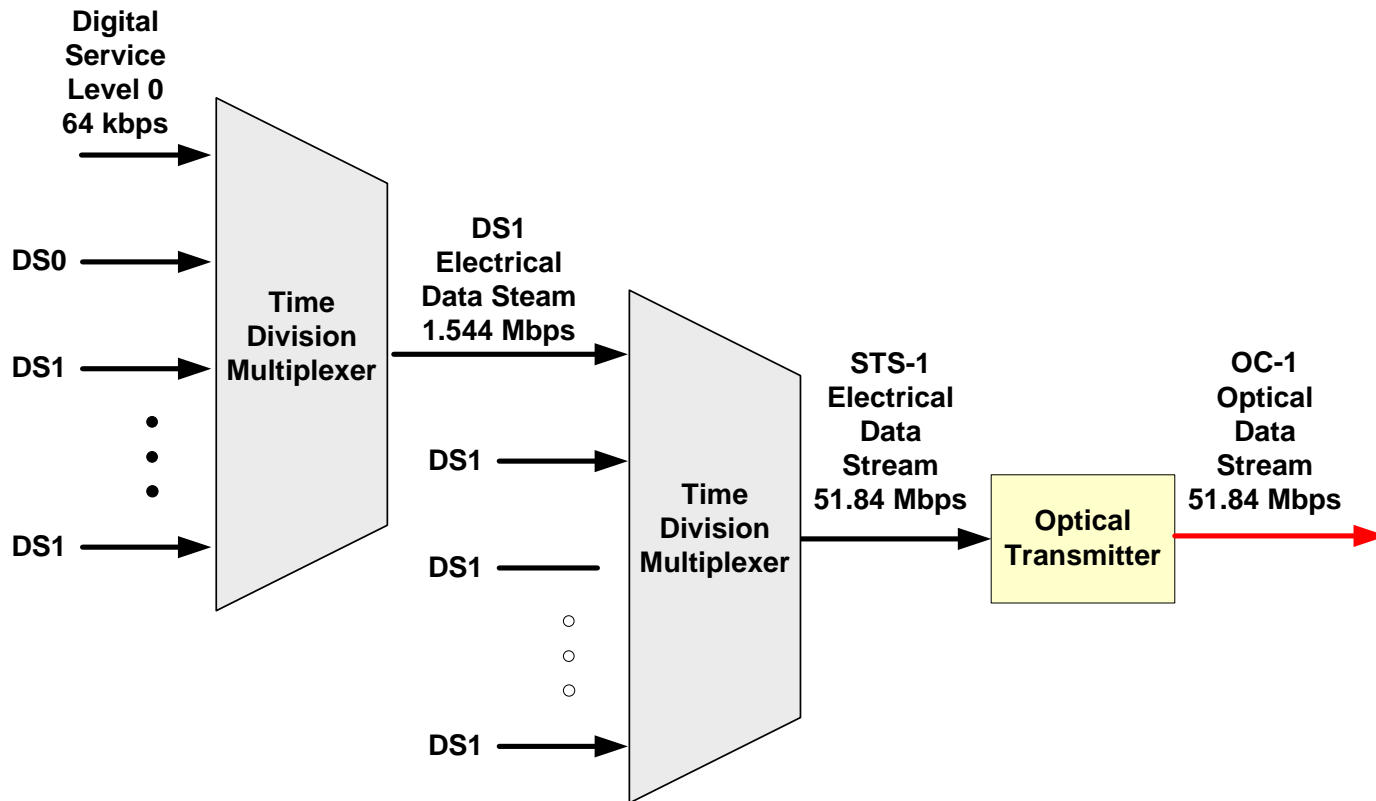 Digital
Service
Level 0
64 kbps
DS0
DS1
DS1
Time
Division
Multiplexer
DS1
Electrical
Data Steam
1.544 Mbps
DS1
DS1
DS1
Time
Division
Multiplexer
STS-1
Electrical
Data
Stream
51.84 Mbps
Optical
Transmitter
OC-1
Optical
Data
Stream
51.84 Mbps